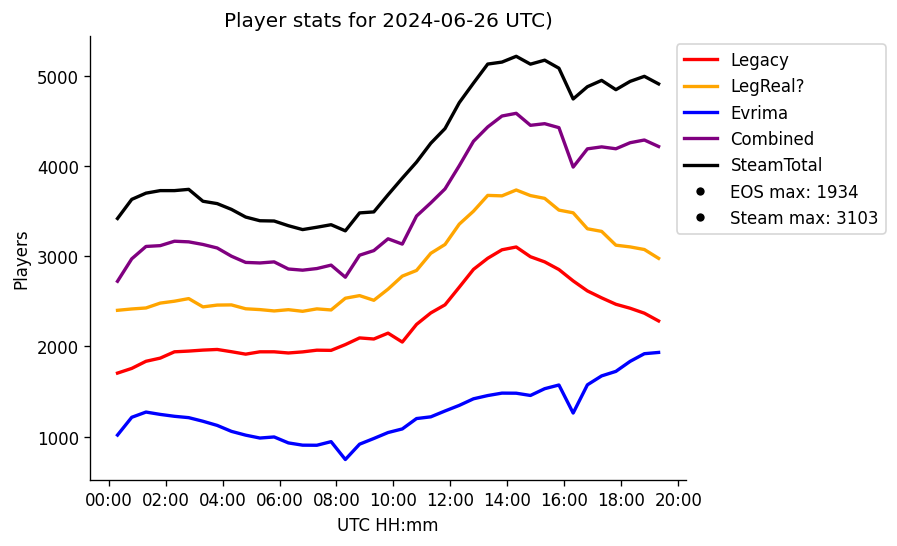 Player stats for 2024-06-26 UTC)
Legacy
LegReal?
Evrima
Combined
SteamTotal
EOS max: 1934
Steam max: 3103
Players
5000
4000
3000
2000
1000
00:00 02:00 04:00 06:00 08:00 10:00 12:00 14:00 16:00 18:00 20:00
UTC HH:mm